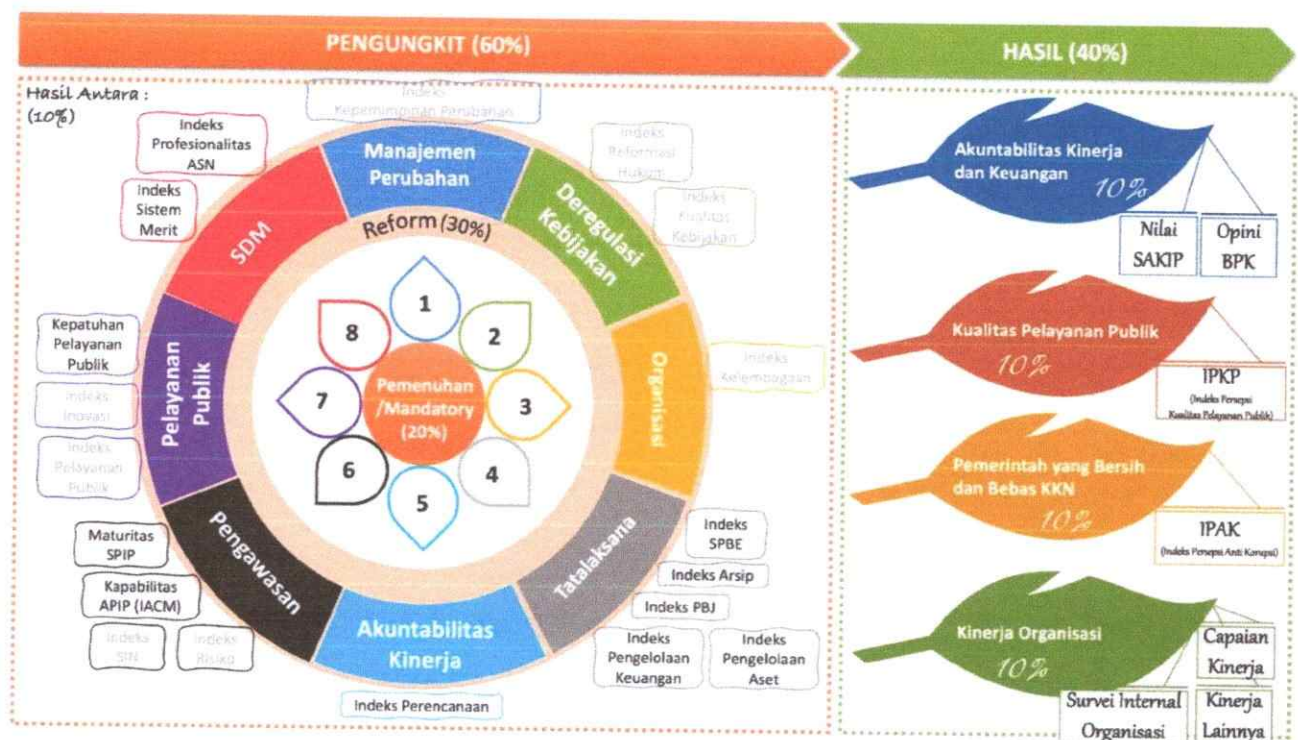 PENGUNGKIT (60%)
HASIL (40%)
Hasil Antara :
(10%)
Indeks
Kepemimpinan Perubahan
Indeks
Profesionalitas
ASN
Indeks
Sistem
Merit
Manajemen
Perubahan
Indeks
Reformasi
Hukum
Indeks
Kualitas
Kebijakan
Deregulasi
Kebijakan
SDM
Reform (30%)
1
2
3
4
5
6
7
8
Pemenuhan
/Mandatory
(20%)
Organisasi
Indeks
Kelembagaan
Kepatuhan
Pelayanan
Publik
Indeks
Inovasi
Indeks
Pelayanan
Publik
Pelayanan
Publik
Pengawasan
Maturitas
SPIP
Kapabilitas
APIP (IACM)
Indeks
Indeks
Risiko
Akuntabilitas
Kinerja
Indeks Perencanaan
Tatalaksana
Indeks
SPBE
Indeks Arsip
Indeks PBJ
Indeks
Pengelolaan
Keuangan
Indeks
Pengelolaan
Aset
Akuntabilitas Kinerja
dan Keuangan
10%
Nilai
SAKIP
Opini
BPK
Kualitas Pelayanan Publik
10%
IPKP
(Indeks Persepsi
Kualitas Pelayanan Publik)
Pemerintah yang Bersih
dan Bebas KKN
10%
IPAK
(Indeks Persepsi Anti Korupsi)
Kinerja Organisasi
10%
Capaian
Kinerja
Survei Internal
Organisasi
Kinerja
Lainnya